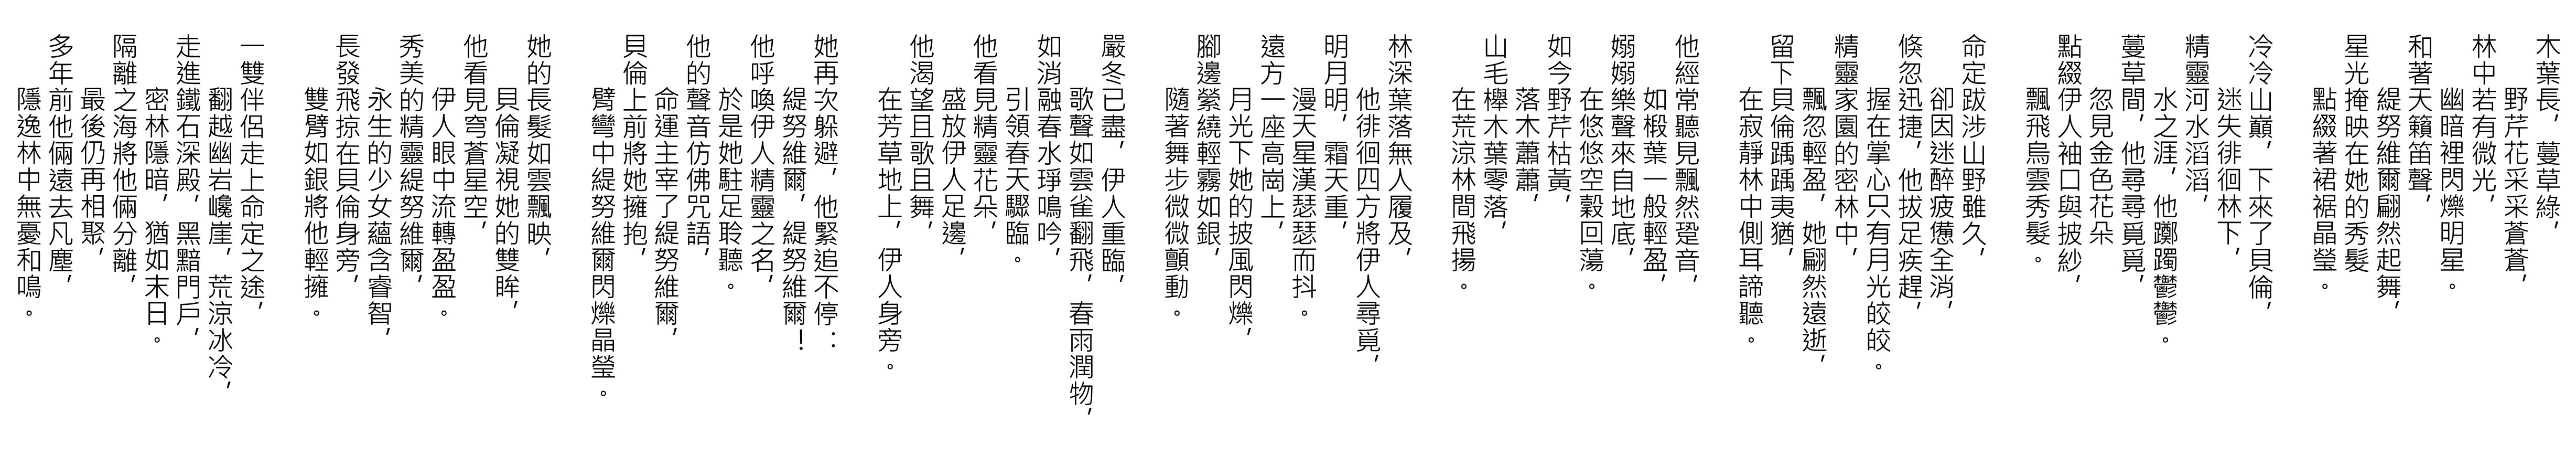 木葉長，蔓草綠，
野芹花采采蒼蒼，
林中若有微光，
幽暗裡閃爍明星。
和著天籟笛聲，
緹努維爾翩然起舞，
星光掩映在她的秀髮
點綴著裙裾晶瑩。
冷冷山巔，下來了貝倫，
迷失徘徊林下，
精靈河水滔滔，
水之涯，他躑躅鬱鬱。
蔓草間，他尋尋覓覓，
忽見金色花朵
點綴伊人袖口與披紗，
飄飛烏雲秀髮。
命定跋涉山野雖久，
卻因迷醉疲憊全消，
倏忽迅捷，他拔足疾趕，
握在掌心只有月光皎皎。
精靈家園的密林中，
飄忽輕盈，她翩然遠逝，
留下貝倫踽踽夷猶，
在寂靜林中側耳諦聽。
他經常聽見飄然跫音，
如椴葉一般輕盈，
嫋嫋樂聲來自地底，
在悠悠空穀回蕩。
如今野芹枯黃，
落木蕭蕭，
山毛櫸木葉零落，
在荒涼林間飛揚。
林深葉落無人履及，
他徘徊四方將伊人尋覓，
明月明，霜天重，
漫天星漢瑟瑟而抖。
遠方一座高崗上，
月光下她的披風閃爍，
腳邊縈繞輕霧如銀，
隨著舞步微微顫動。
嚴冬已盡，伊人重臨，
歌聲如雲雀翻飛，春雨潤物，
如消融春水琤鳴吟，
引領春天驟臨。
他看見精靈花朵，
盛放伊人足邊，
他渴望且歌且舞，
在芳草地上，伊人身旁。
她再次躲避，他緊追不停：
緹努維爾，緹努維爾！
他呼喚伊人精靈之名，
於是她駐足聆聽。
他的聲音仿佛咒語，
命運主宰了緹努維爾，
貝倫上前將她擁抱，
臂彎中緹努維爾閃爍晶瑩。
她的長髮如雲飄映，
貝倫凝視她的雙眸，
他看見穹蒼星空，
伊人眼中流轉盈盈。
秀美的精靈緹努維爾，
永生的少女蘊含睿智，
長發飛掠在貝倫身旁，
雙臂如銀將他輕擁。
一雙伴侶走上命定之途，
翻越幽岩巉崖，荒涼冰冷，
走進鐵石深殿，黑黯門戶，
密林隱暗，猶如末日。
隔離之海將他倆分離，
最後仍再相聚，
多年前他倆遠去凡塵，
隱逸林中無憂和鳴。